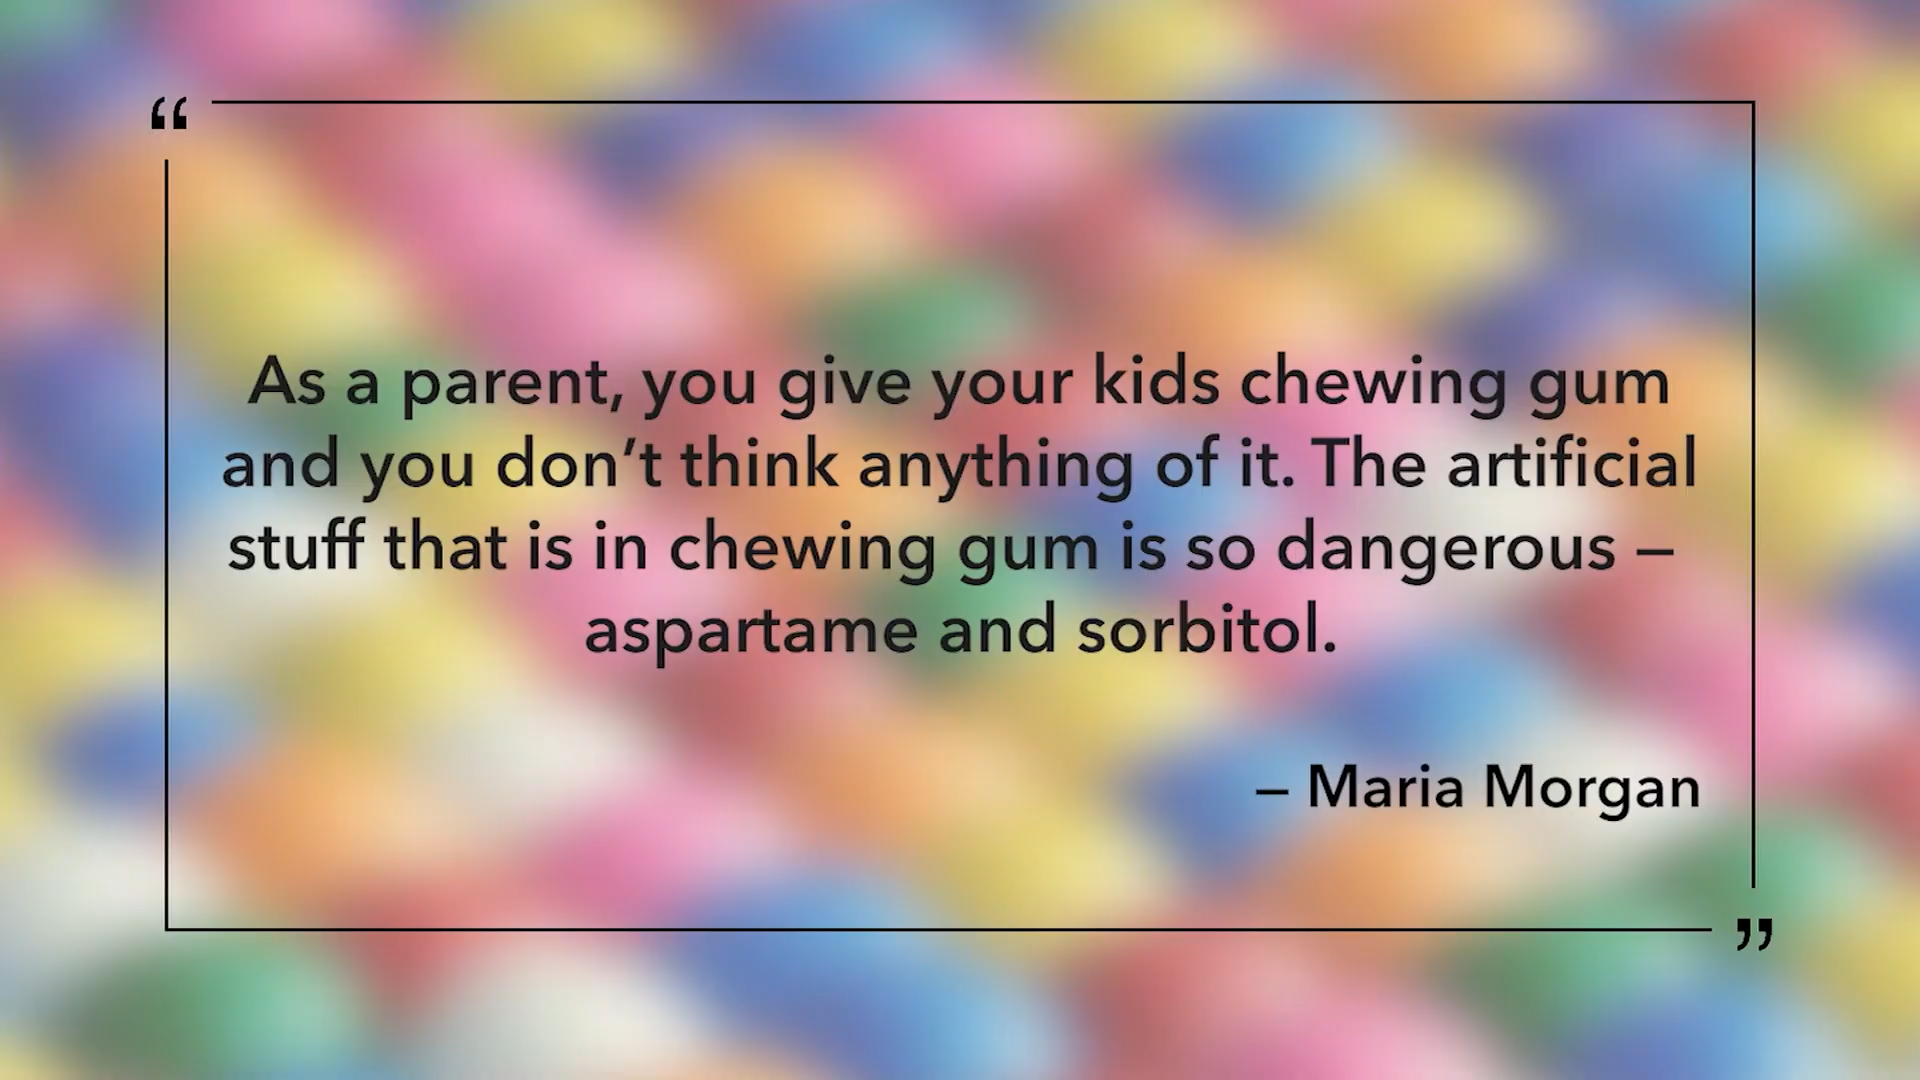 “
As a parent, you give your kids chewing gum
and you don’t think anything of it. The artificial
stuff that is in chewing gum is so dangerous –
aspartame and sorbitol.
– Maria Morgan
”